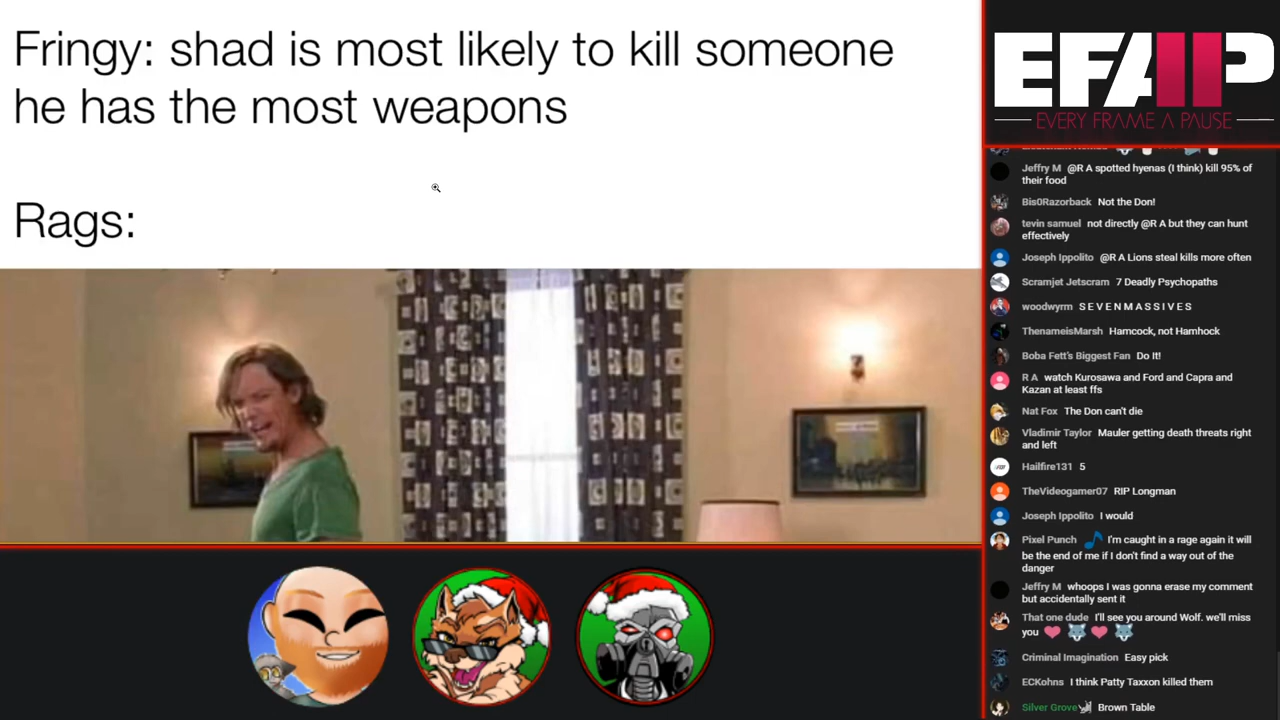 Fringy: shad is most likely to kill someone
he has the most weapons
Rags:
EFAP
EVERY FRAME A PAUSE
Jeffry M @R A spotted hyenas (I think) kill 95% of
their food
Bis0Razorback Not the Don!
tevin samuel not directly @R A but they can hunt
effectively
Joseph Ippolito @R A Lions steal kills more often
Scramjet Jetscram 7 Deadly Psychopaths
woodwyrm S E V E N M A S S I V E S
ThenameisMarsh Hamcock, not Hamhock
Boba Fett's Biggest Fan Do It!
R A watch Kurosawa and Ford and Capra and
Kazan at least ffs
Nat Fox The Don can't die
Vladimir Taylor Mauler getting death threats right
and left
Hailfire131 5
TheVideogamer07 RIP Longman
Joseph Ippolito I would
Pixel Punch I'm caught in a rage again it will
be the end of me if I don't find a way out of the
danger
Jeffry M whoops I was gonna erase my comment
but accidentally sent it
That one dude I'll see you around Wolf. we'll miss
you
Criminal Imagination Easy pick
ECKohns I think Patty Taxxon killed them
Silver Grove Brown Table